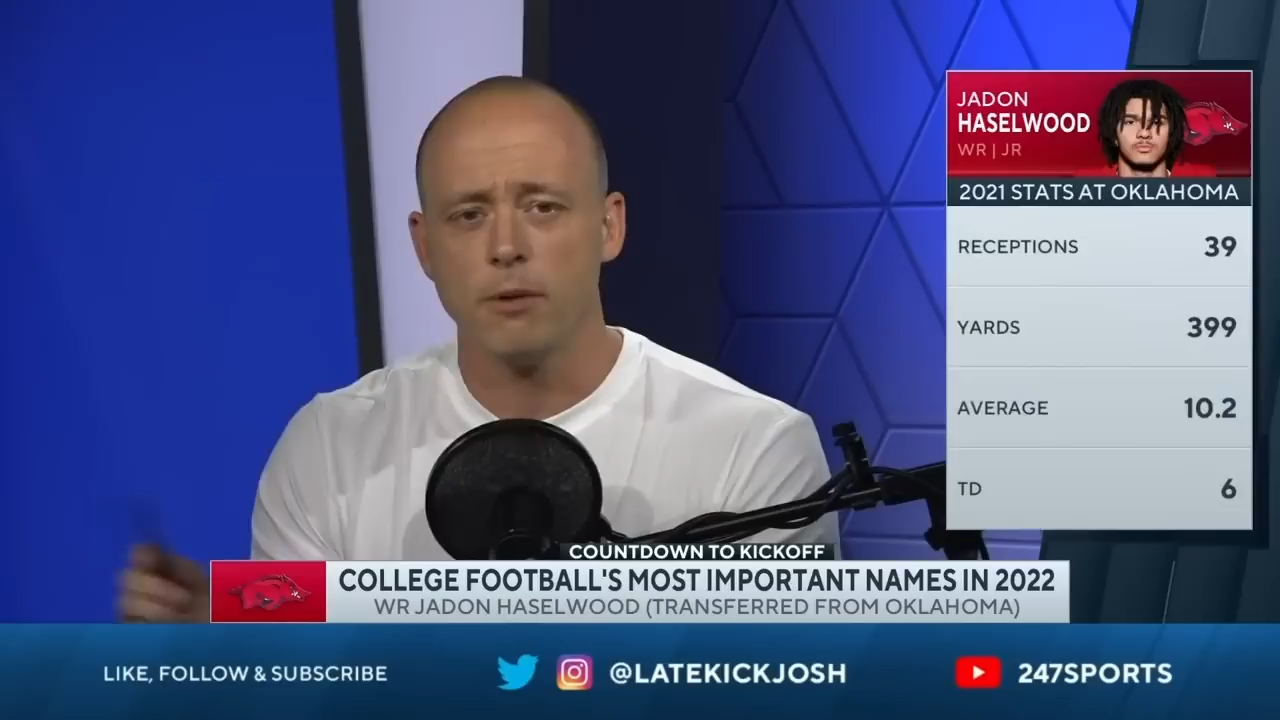 JADON
HASELWOOD
WR | JR
2021 STATS AT OKLAHOMA
RECEPTIONS 39
YARDS 399
AVERAGE 10.2
TD 6
COUNTDOWN TO KICKOFF
COLLEGE FOOTBALL'S MOST IMPORTANT NAMES IN 2022
WR JADON HASELWOOD (TRANSFERRED FROM OKLAHOMA)
LIKE, FOLLOW & SUBSCRIBE @LATEKICKJOSH 247SPORTS